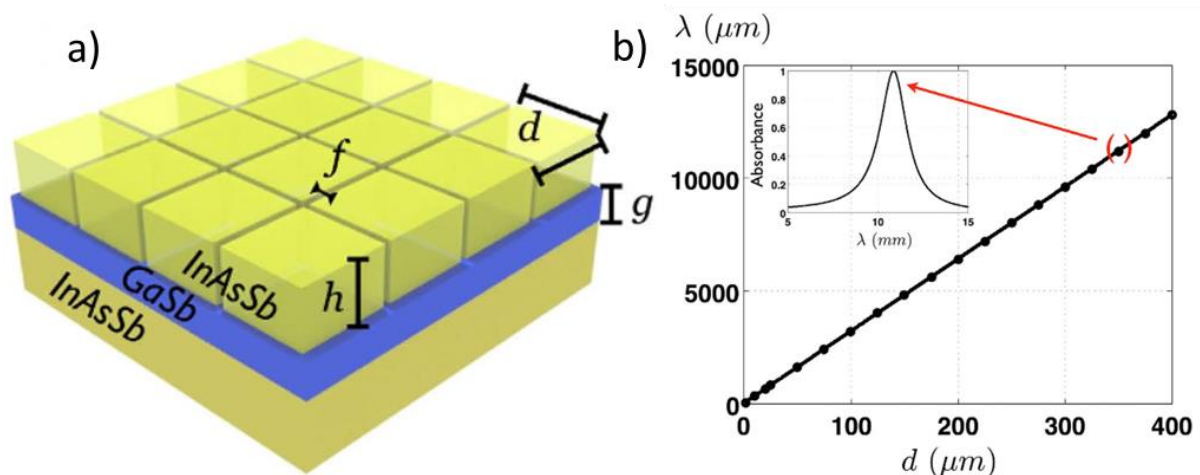 a)
d
f
g
h
InAsSb
GaSb
InAsSb
b)
λ (μm)
15000
10000
5000
0
0
100
200
300
400
d (μm)
Absorbance
1
0.8
0.6
0.4
0.2
0
5
10
15
λ (mm)
( )